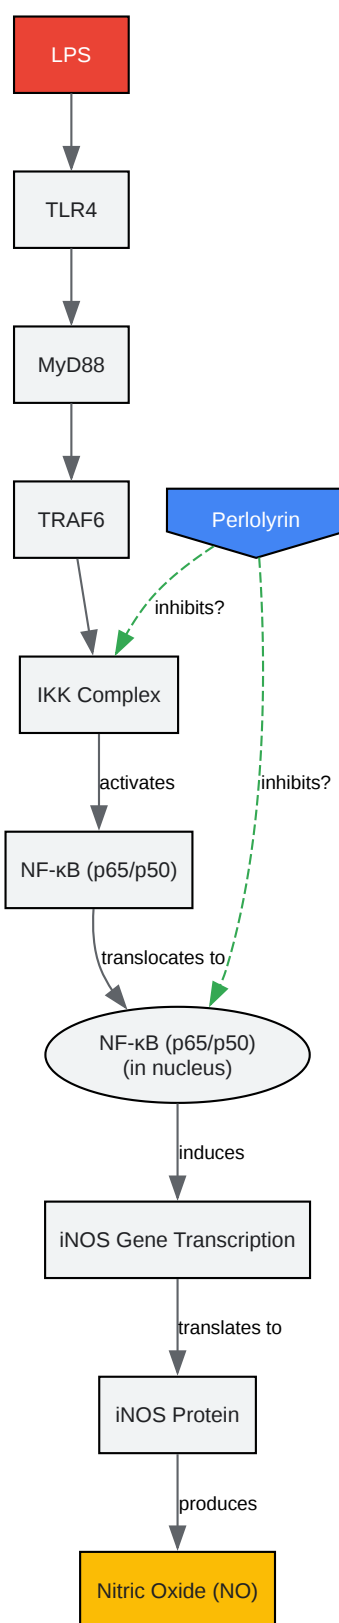 LPS
TLR4
MyD88
TRAF6
Perlolyrin
inhibits?
IKK Complex
activates
inhibits?
NF-κB (p65/p50)
translocates to
NF-κB (p65/p50)
(in nucleus)
induces
iNOS Gene Transcription
translates to
iNOS Protein
produces
Nitric Oxide (NO)